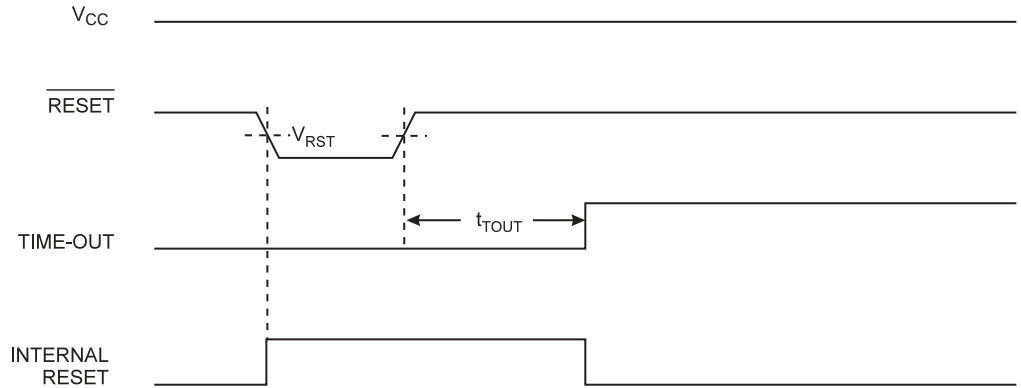 VCC
RESET
VRST
tTOUT
TIME-OUT
INTERNAL
RESET